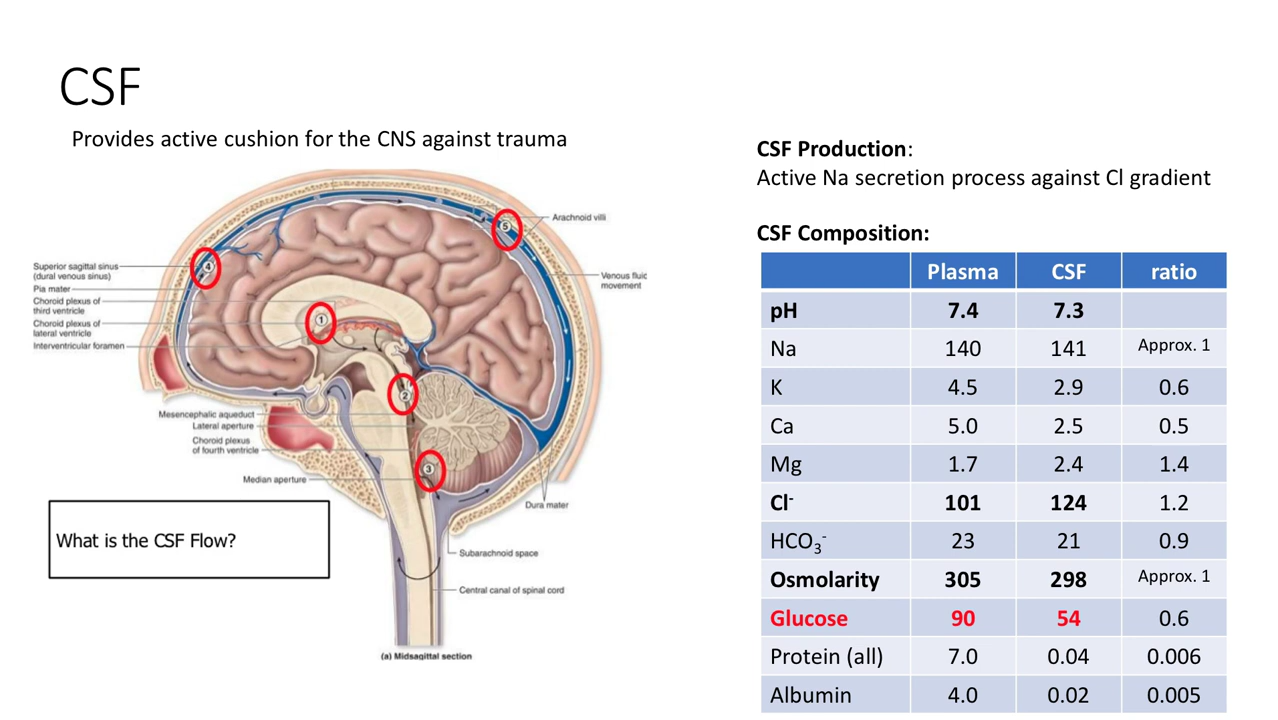 CSF
Provides active cushion for the CNS against trauma
Superior sagittal sinus
(dural venous sinus)
Pia mater
Choroid plexus of
third ventricle
Choroid plexus of
lateral ventricle
Interventricular foramen
Mesencephalic aqueduct
Lateral aperture
Choroid plexus
of fourth ventricle
Median aperture
Arachnoid villi
Venous fluid
movement
Dura mater
Subarachnoid space
Central canal of spinal cord
1
2
3
4
5
(a) Midsagittal section
What is the CSF Flow?
CSF Production:
Active Na secretion process against Cl gradient
CSF Composition:
Plasma CSF ratio
pH 7.4 7.3
Na 140 141 Approx. 1
K 4.5 2.9 0.6
Ca 5.0 2.5 0.5
Mg 1.7 2.4 1.4
Cl⁻ 101 124 1.2
HCO₃⁻ 23 21 0.9
Osmolarity 305 298 Approx. 1
Glucose 90 54 0.6
Protein (all) 7.0 0.04 0.006
Albumin 4.0 0.02 0.005